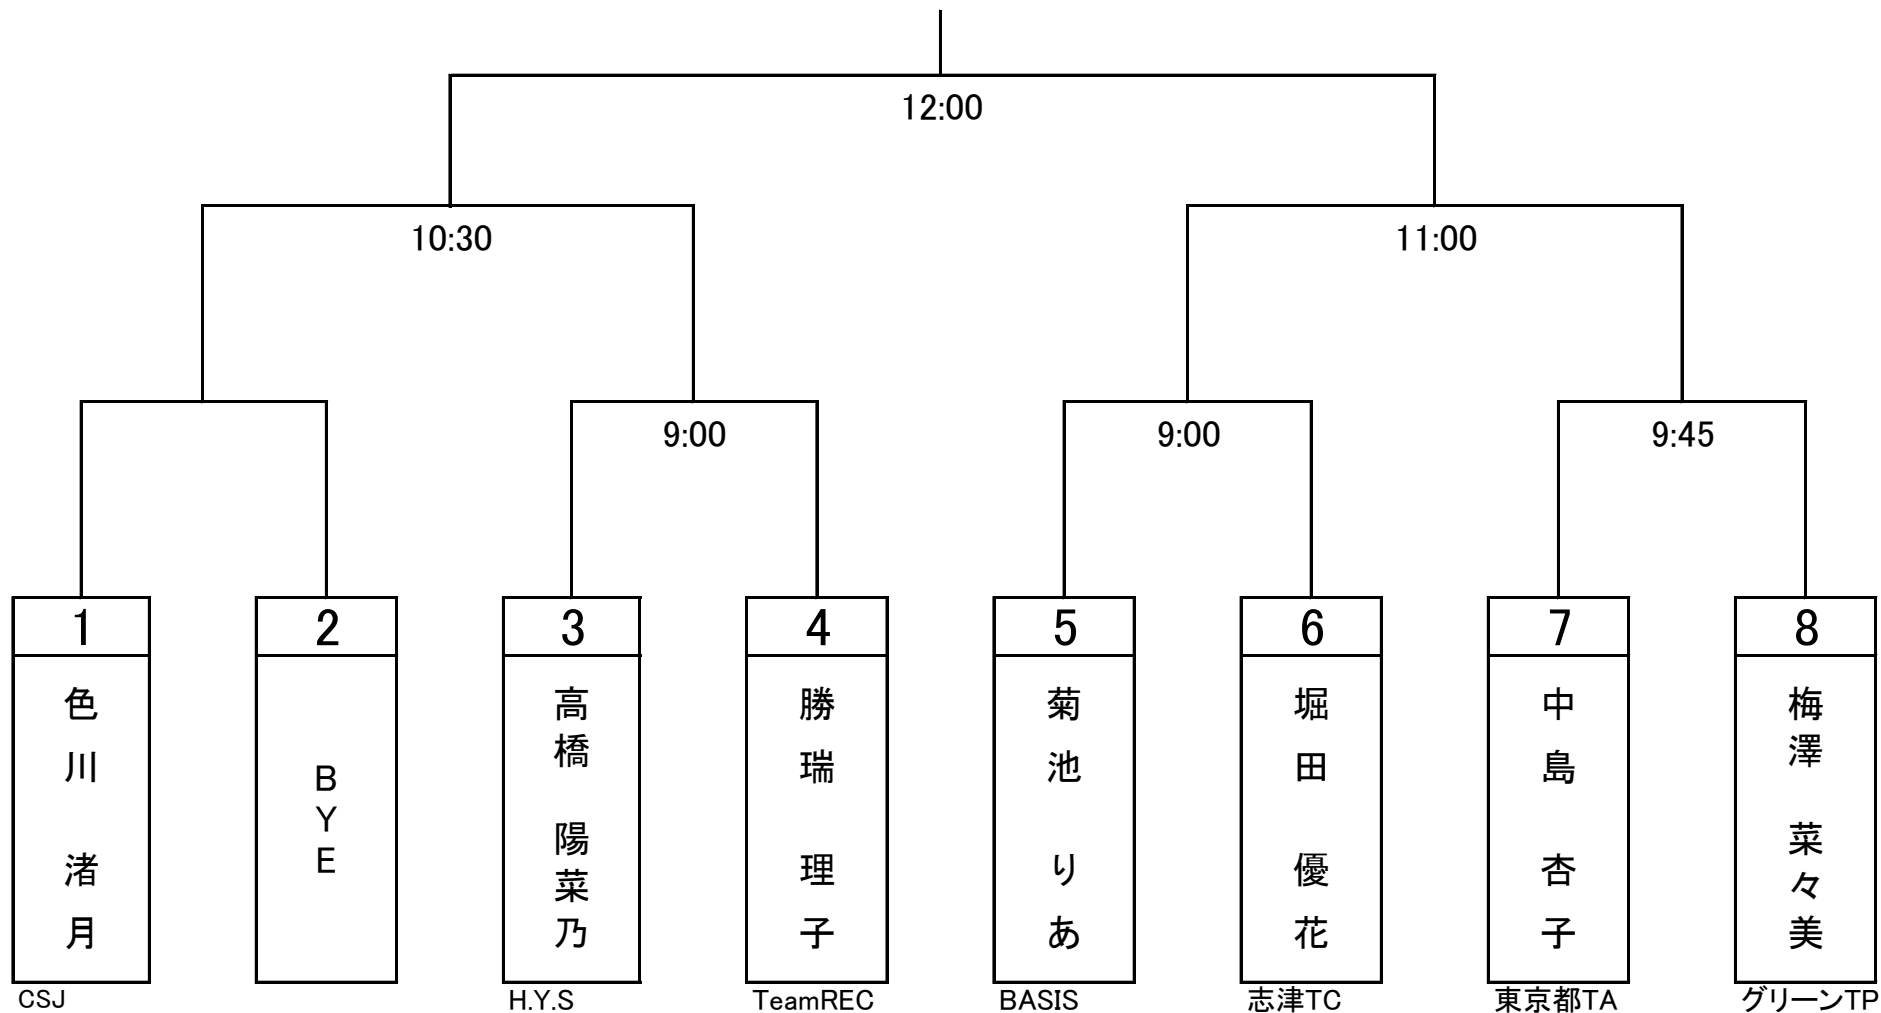 12:00
10:30
11:00
9:00
9:00
9:45
1
2
3
4
5
6
7
8
色川 渚月
BYE
高橋 陽菜乃
勝瑞 理子
菊池 りあ
堀田 優花
中島 杏子
梅澤 菜々美
CSJ
H.Y.S
TeamREC
BASIS
志津TC
東京都TA
グリーンTP